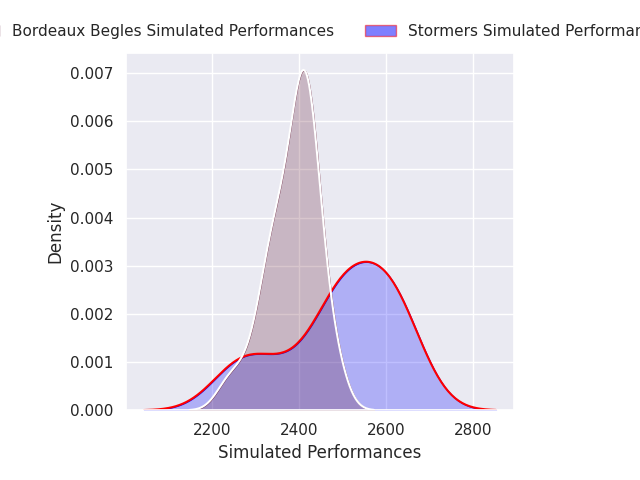 Bordeaux Begles Simulated Performances
Stormers Simulated
0.007
0.006
0.005
0.004
0.003
0.002
0.001
0.000
Density
2200 2400 2600 2800
Simulated Performances